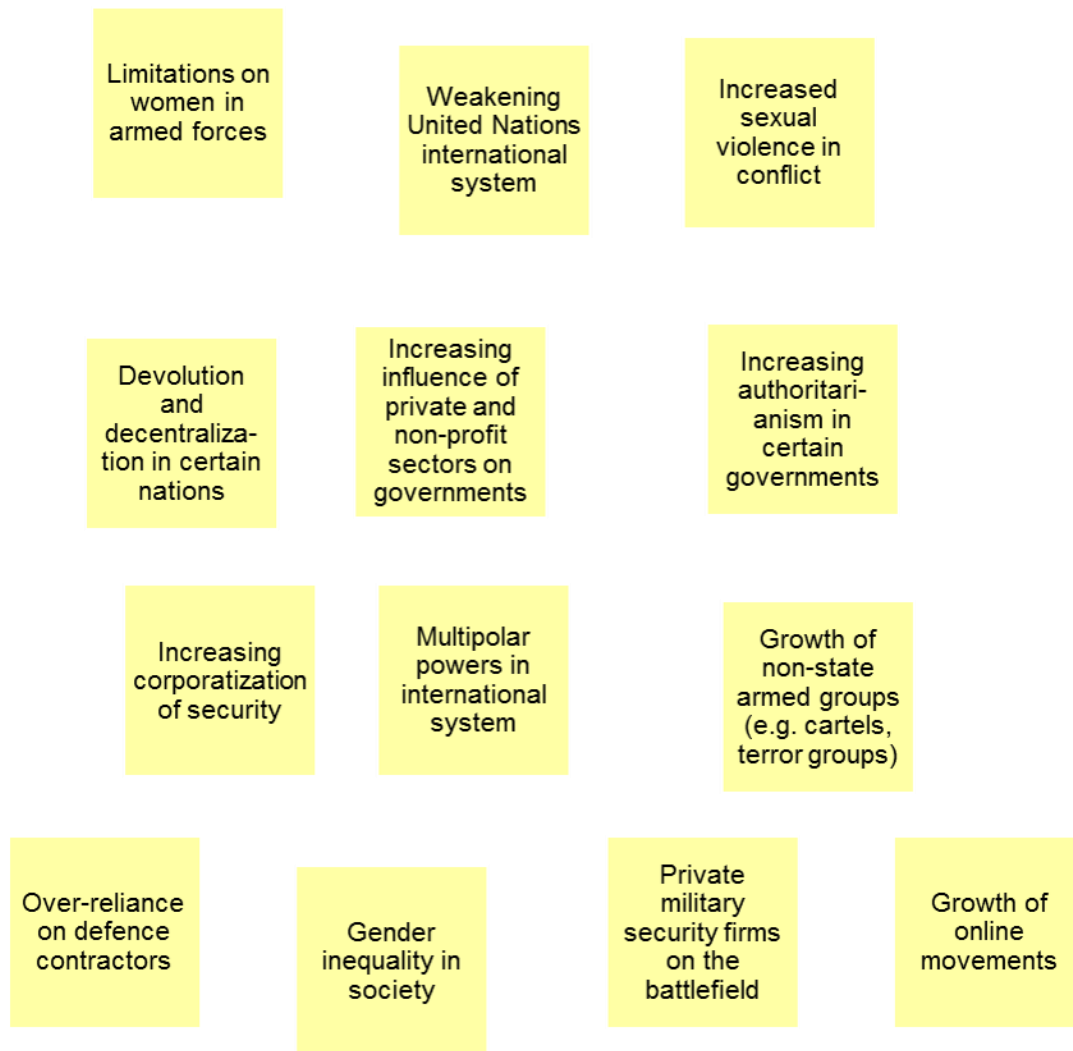 Limitations on
women in
armed forces
Weakening
United Nations
international
system
Increased
sexual
violence in
conflict
Devolution
and
decentraliza-
tion in certain
nations
Increasing
influence of
private and
non-profit
sectors on
governments
Increasing
authoritari-
anism in
certain
governments
Increasing
corporatization
of security
Multipolar
powers in
international
system
Growth of
non-state
armed groups
(e.g. cartels,
terror groups)
Over-reliance
on defence
contractors
Gender
inequality in
society
Private
military
security firms
on the
battlefield
Growth of
online
movements